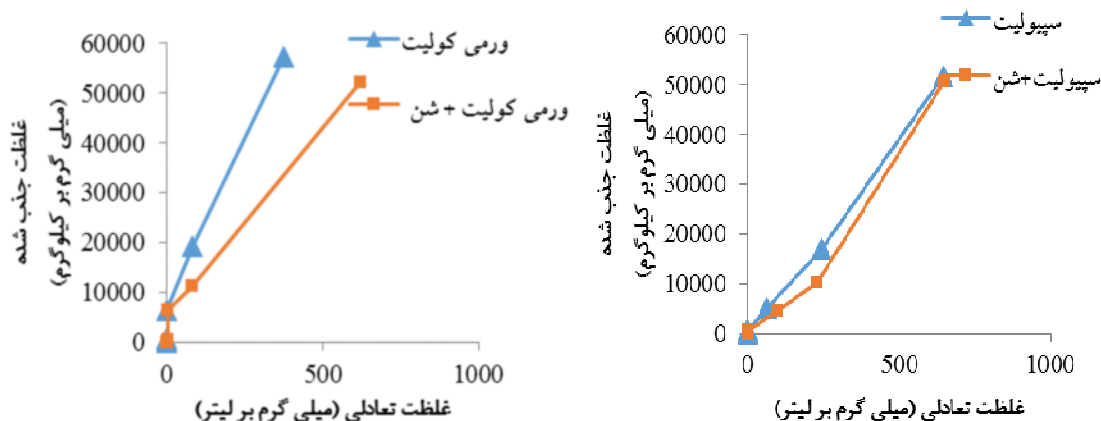 ورمی کولیت
ورمی کولیت + شن
60000
50000
40000
30000
20000
10000
0
0 500 1000
غلظت جذب شده
(میلی گرم بر کیلوگرم)
غلظت تعادلی (میلی گرم بر لیتر)
سپیولیت
سپیولیت+شن
60000
50000
40000
30000
20000
10000
0
0 500 1000
غلظت جذب شده
(میلی گرم بر کیلوگرم)
غلظت تعادلی (میلی گرم بر لیتر)